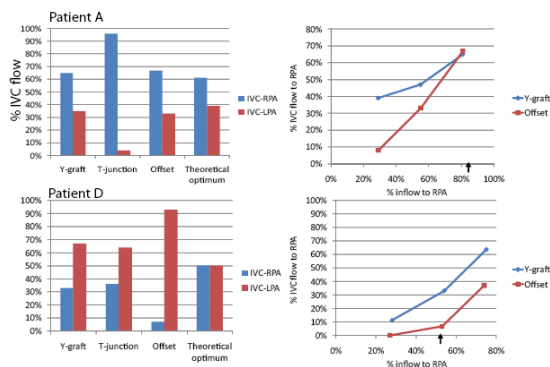 Patient A
% IVC flow
100%
90%
80%
70%
60%
50%
40%
30%
20%
10%
0%
Y-graft T-junction Offset Theoretical
optimum
IVC-RPA
IVC-LPA
% IVC flow to RPA
80%
70%
60%
50%
40%
30%
20%
10%
0%
0% 20% 40% 60% 80% 100%
% inflow to RPA
Y-graft
Offset
Patient D
100%
90%
80%
70%
60%
50%
40%
30%
20%
10%
0%
Y-graft T-junction Offset Theoretical
optimum
IVC-RPA
IVC-LPA
% IVC flow to RPA
100%
90%
80%
70%
60%
50%
40%
30%
20%
10%
0%
0% 20% 40% 60% 80%
% inflow to RPA
Y-graft
Offset